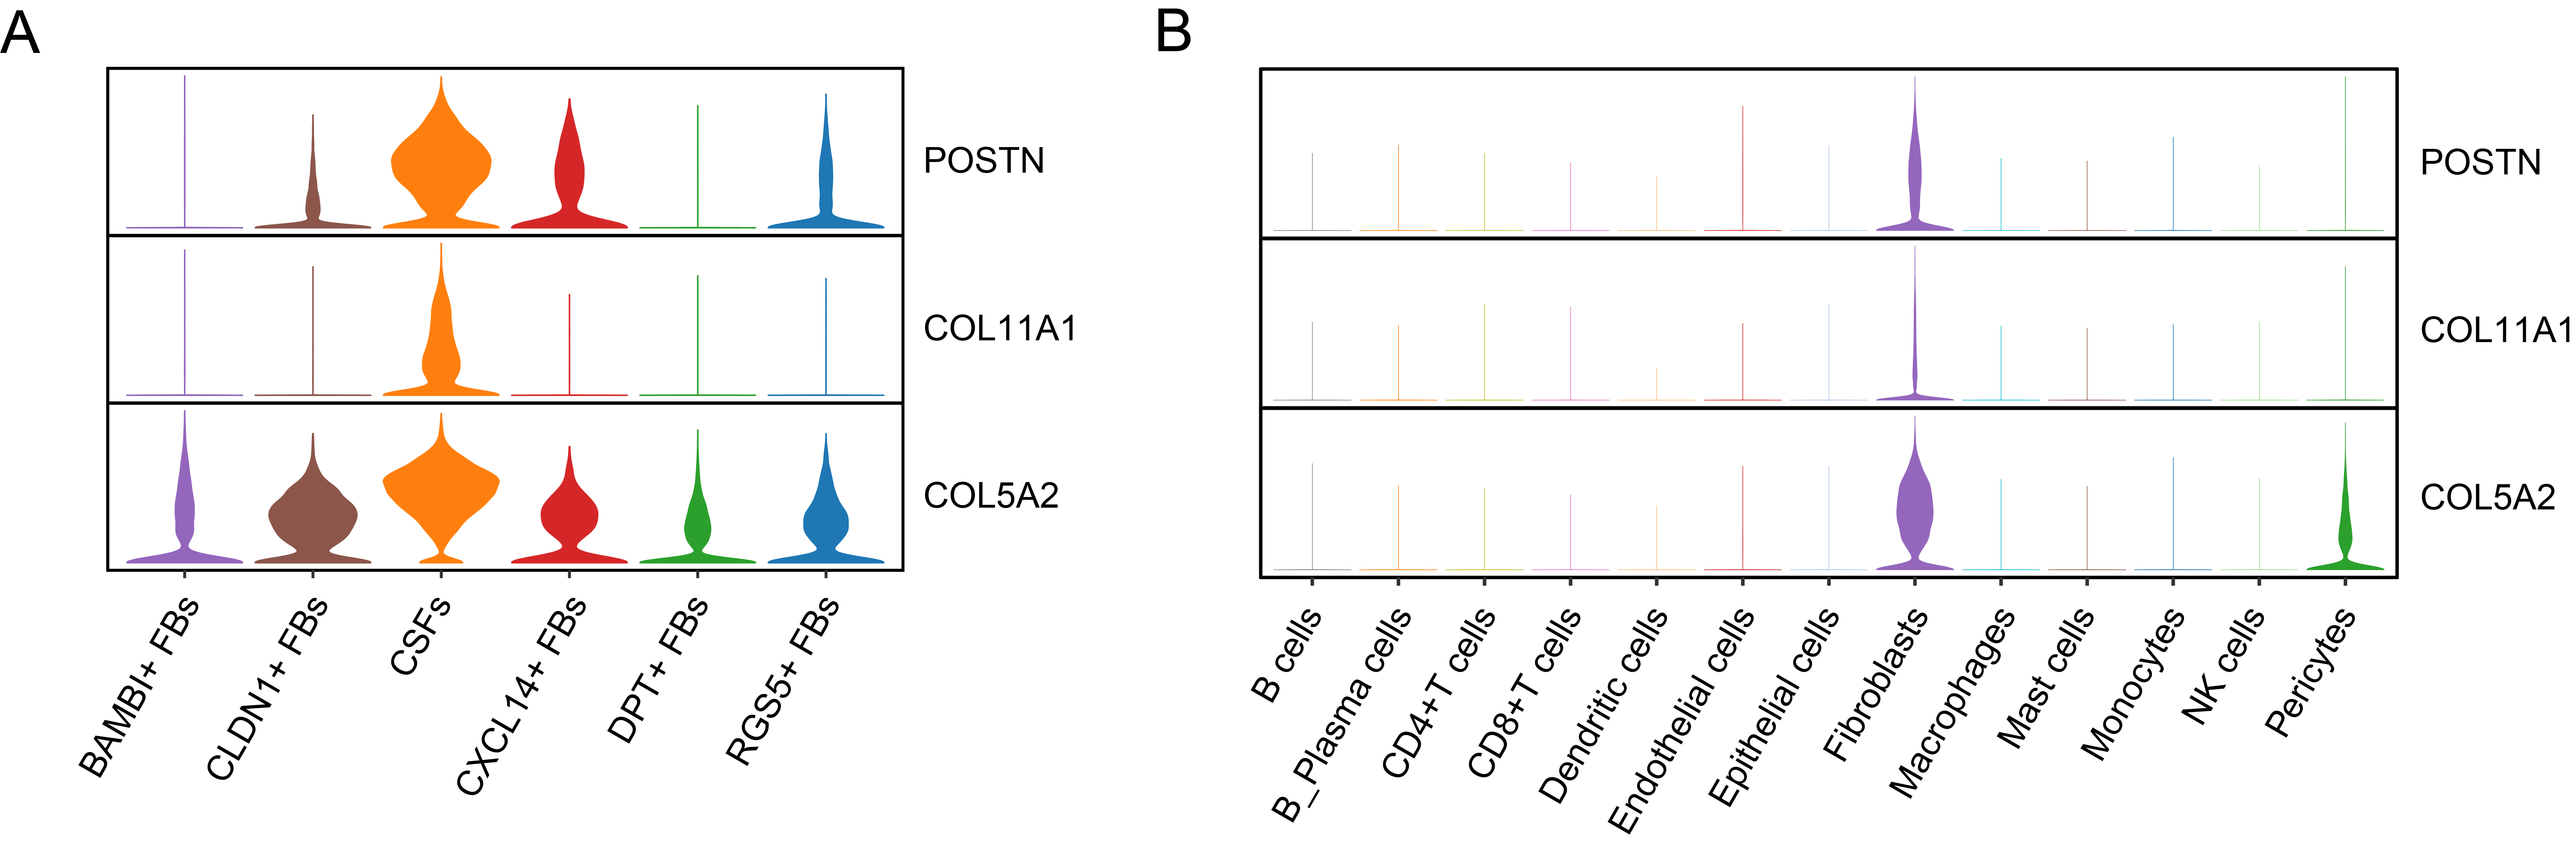 A
POSTN
COL11A1
COL5A2
BAMBI+ FBs
CLDN1+ FBs
CSFs
CXCL14+ FBs
DPT+ FBs
RGS5+ FBs
B
POSTN
COL11A1
COL5A2
B cells
B_Plasma cells
CD4+T cells
CD8+T cells
Dendritic cells
Endothelial cells
Epithelial cells
Fibroblasts
Macrophages
Mast cells
Monocytes
NK cells
Pericytes